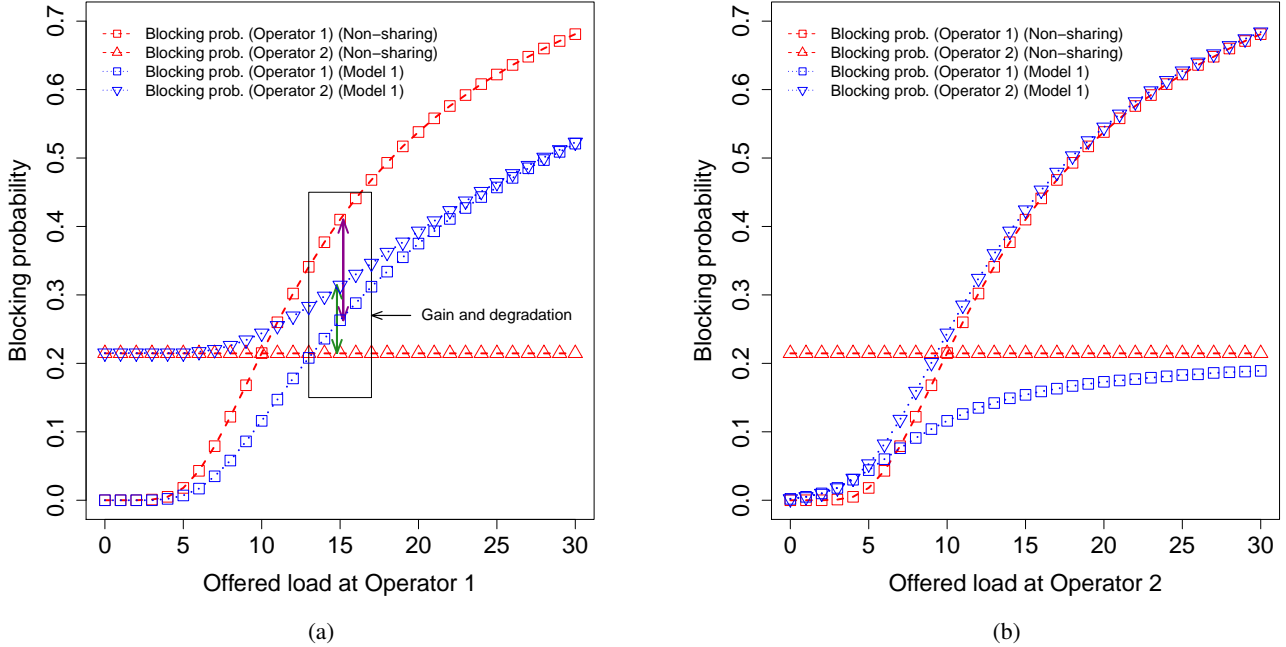 Blocking prob. (Operator 1) (Non−sharing)
Blocking prob. (Operator 2) (Non−sharing)
Blocking prob. (Operator 1) (Model 1)
Blocking prob. (Operator 2) (Model 1)
Gain and degradation
Blocking probability
0.0 0.1 0.2 0.3 0.4 0.5 0.6 0.7
0 5 10 15 20 25 30
Offered load at Operator 1
(a)
Blocking prob. (Operator 1) (Non−sharing)
Blocking prob. (Operator 2) (Non−sharing)
Blocking prob. (Operator 1) (Model 1)
Blocking prob. (Operator 2) (Model 1)
Blocking probability
0.0 0.1 0.2 0.3 0.4 0.5 0.6 0.7
0 5 10 15 20 25 30
Offered load at Operator 2
(b)